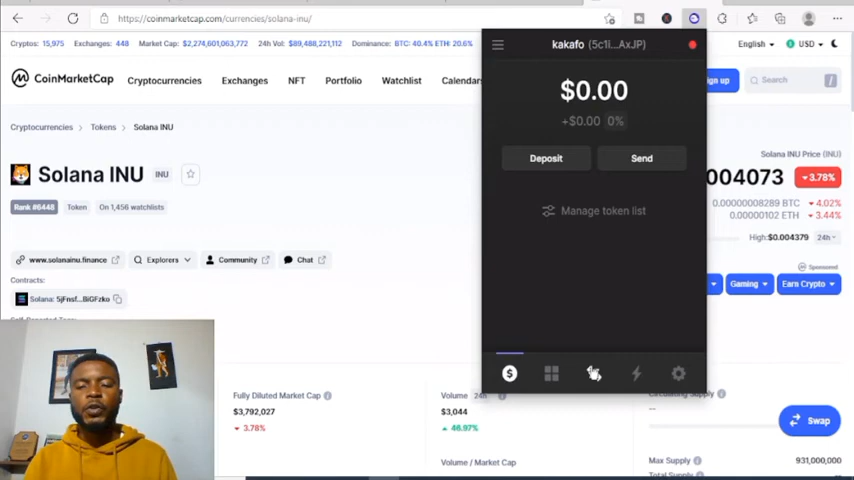 https://coinmarketcap.com/currencies/solana-inu/
Cryptos: 15,975 Exchanges: 448 Market Cap: $2,274,601,063,772 24h Vol: $89,488,221,112 Dominance: BTC: 40.4% ETH: 20.6%
English USD
CoinMarketCap Cryptocurrencies Exchanges NFT Portfolio Watchlist Calendars
gn up
Search /
kakafo (5c1i...AxJP)
$0.00
+$0.00 0%
Deposit Send
Manage token list
Cryptocurrencies Tokens Solana INU
Solana INU INU
Rank #6448 Token On 1,456 watchlists
www.solanainu.finance Explorers Community Chat
Contracts:
Solana: 5jFnsf...BiGFzko
Solana INU Price (INU)
004073 3.78%
0.00000008289 BTC 4.02%
0.00000102 ETH 3.44%
High: $0.004379 24h
Sponsored
Gaming Earn Crypto
Fully Diluted Market Cap
$3,792,027
3.78%
Volume 24h
$3,044
46.97%
Volume / Market Cap
Circulating Supply
--
Swap
Max Supply 931,000,000